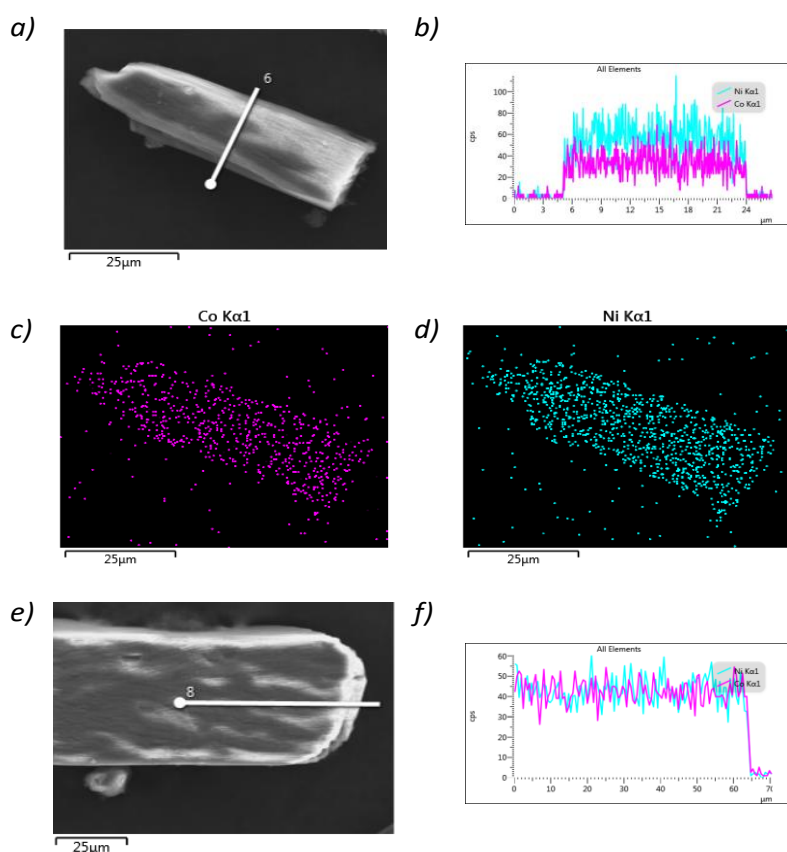 a)
6
25μm
b)
All Elements
Ni Kα1
Co Kα1
cps
100
80
60
40
20
0
0 3 6 9 12 15 18 21 24
μm
c)
Co Kα1
25μm
d)
Ni Kα1
25μm
e)
8
25μm
f)
All Elements
Ni Kα1
Co Kα1
cps
60
50
40
30
20
10
0
0 10 20 30 40 50 60
μm